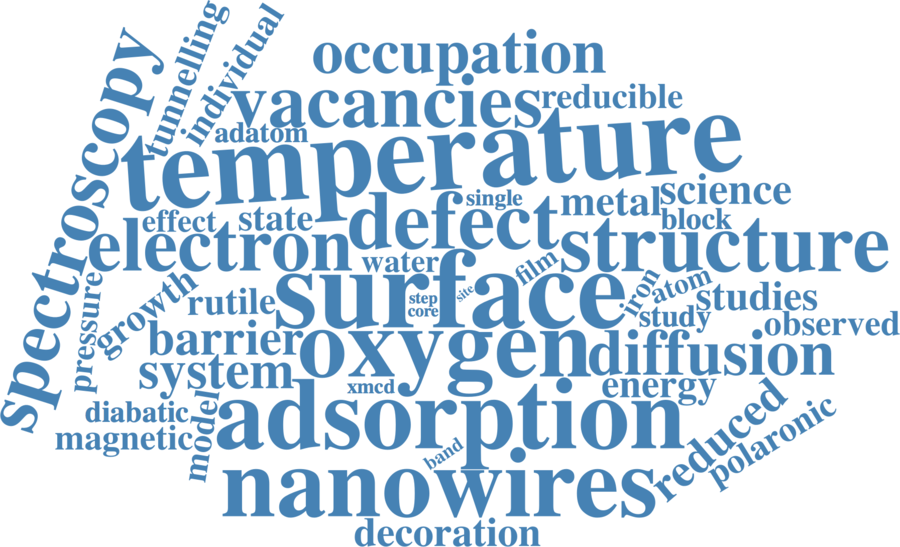 tunnelling
individual
spectroscopy
occupation
vacancies
reducible
adatom
temperature
single
metal
science
effect
state
defect
block
electron
structure
water
film
surface
step
core
site
iron
atom
studies
pressure
growth
rutile
study
observed
barrier
oxygen
diffusion
system
xmcd
energy
diabatic
model
adsorption
magnetic
band
reduced
polaronic
nanowires
decoration